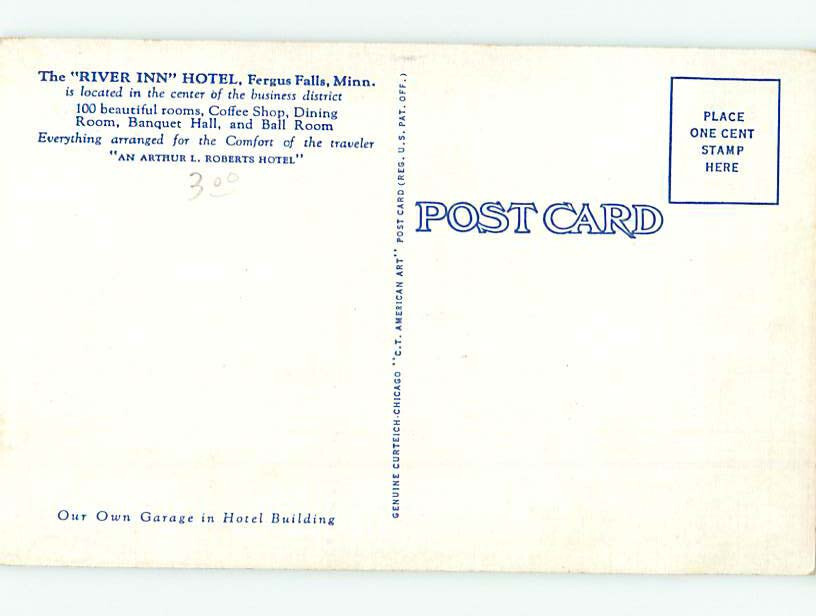 The "RIVER INN" HOTEL, Fergus Falls, Minn.
is located in the center of the business district
100 beautiful rooms, Coffee Shop, Dining
Room, Banquet Hall, and Ball Room
Everything arranged for the Comfort of the traveler
"AN ARTHUR L. ROBERTS HOTEL"
3 00
Our Own Garage in Hotel Building
GENUINE CURTEICH-CHICAGO "C.T. AMERICAN ART" POST CARD (REG. U.S. PAT. OFF.)
POST CARD
PLACE
ONE CENT
STAMP
HERE